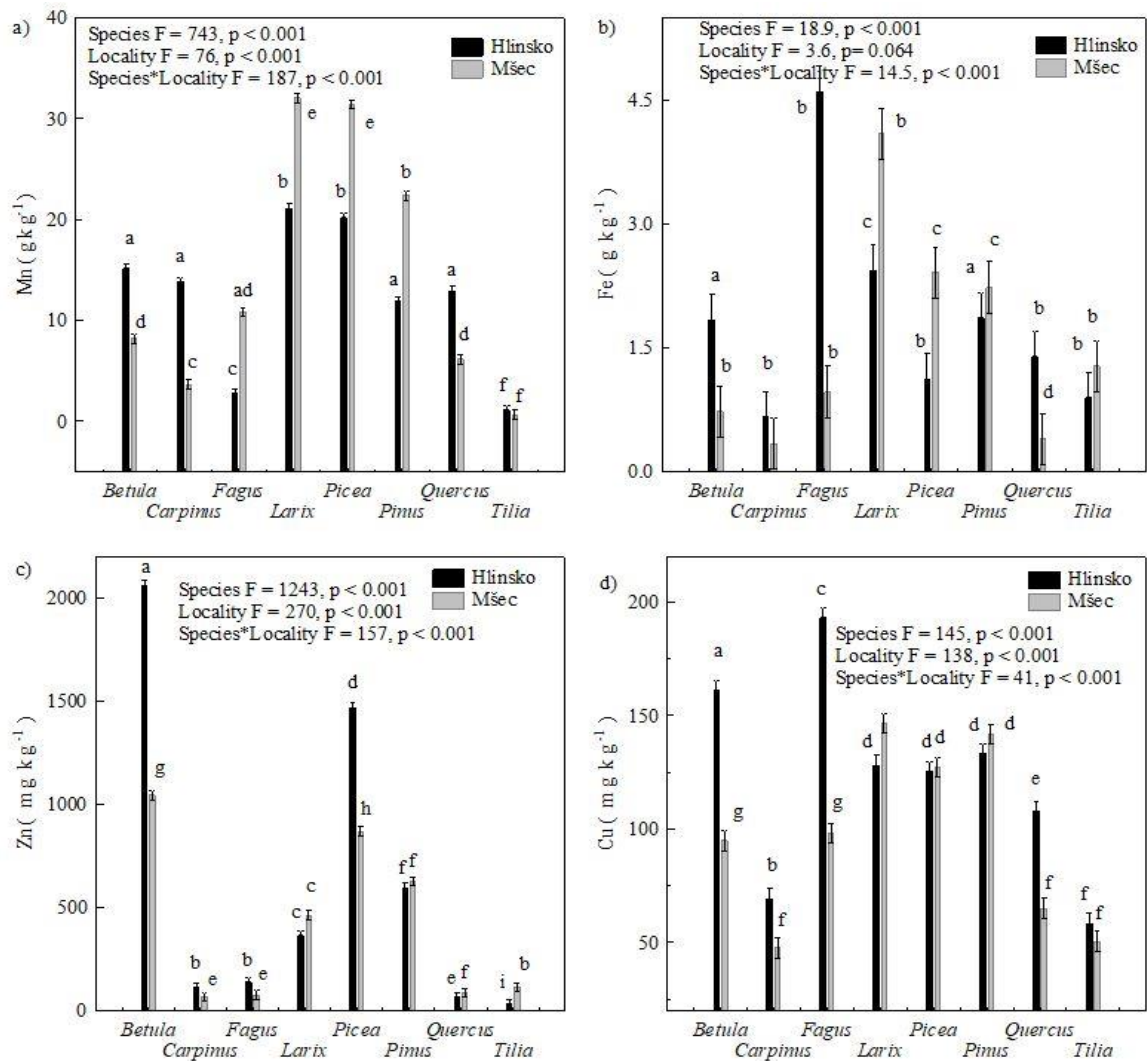 a)
40
Species F = 743, p < 0.001
Locality F = 76, p < 0.001
Species*Locality F = 187, p < 0.001
Hlinsko
Mšec
30
20
10
0
Mn ( g kg-1 )
a d a c c ad b e b e a b a d f f
Betula Fagus Picea Quercus
Carpinus Larix Pinus Tilia
b)
Species F = 18.9, p < 0.001
Locality F = 3.6, p= 0.064
Species*Locality F = 14.5, p < 0.001
Hlinsko
Mšec
4.5
3.0
1.5
0.0
Fe ( g kg-1 )
a b b b b c b b c a c b d b b
Betula Fagus Picea Quercus
Carpinus Larix Pinus Tilia
c)
Species F = 1243, p < 0.001
Locality F = 270, p < 0.001
Species*Locality F = 157, p < 0.001
Hlinsko
Mšec
2000
1500
1000
500
0
Zn ( mg kg-1 )
a g b e b e c c d h f f e f i b
Betula Fagus Picea Quercus
Carpinus Larix Pinus Tilia
d)
Hlinsko
Mšec
Species F = 145, p < 0.001
Locality F = 138, p < 0.001
Species*Locality F = 41, p < 0.001
200
150
100
50
Cu ( mg kg-1 )
a g b f c g d d d d d e f f f
Betula Fagus Picea Quercus
Carpinus Larix Pinus Tilia